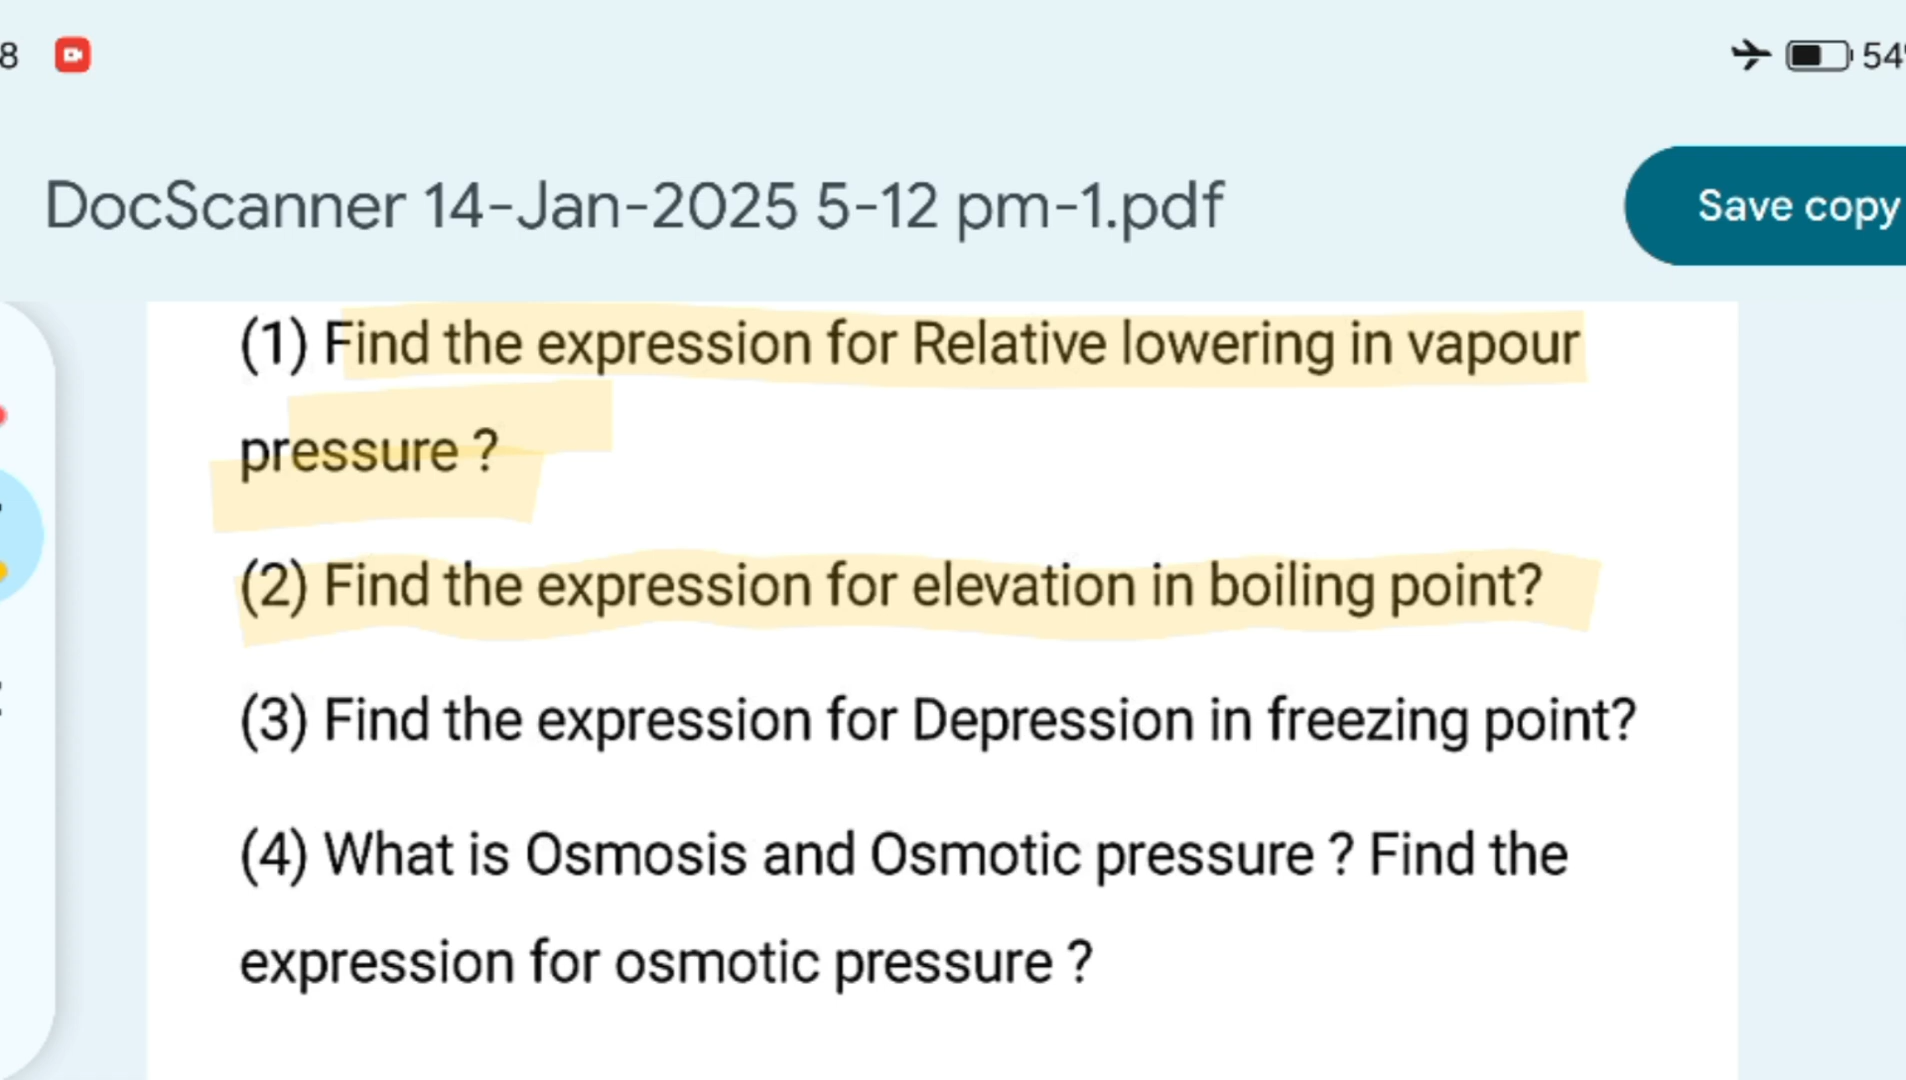 8
54
DocScanner 14-Jan-2025 5-12 pm-1.pdf
Save copy
(1) Find the expression for Relative lowering in vapour
pressure ?
(2) Find the expression for elevation in boiling point?
(3) Find the expression for Depression in freezing point?
(4) What is Osmosis and Osmotic pressure ? Find the
expression for osmotic pressure ?